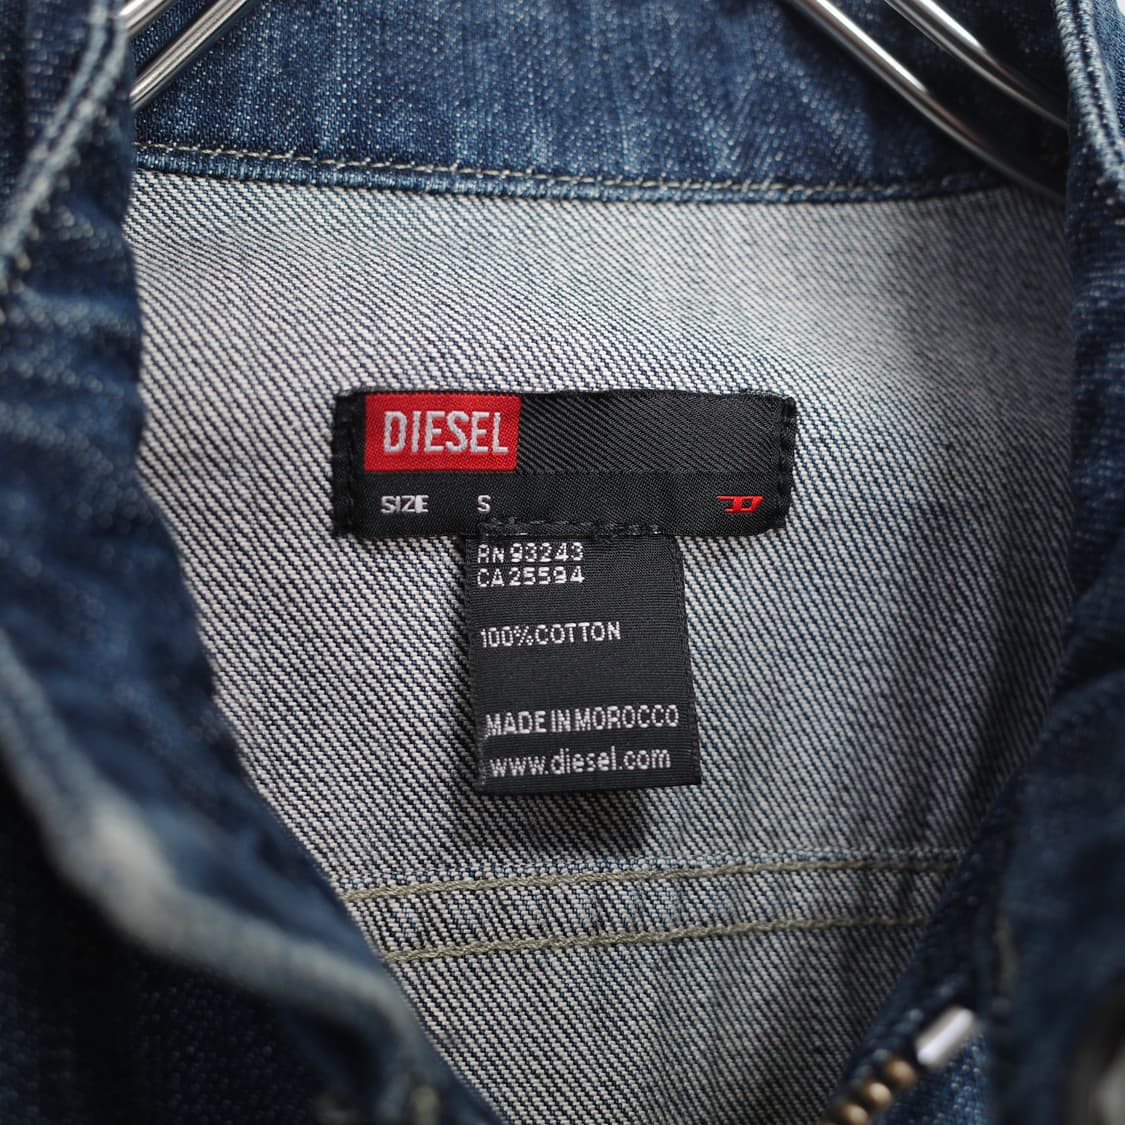 DIESEL
SIZE S
RN 93243
CA 25594
100% COTTON
MADE IN MOROCCO
www.diesel.com